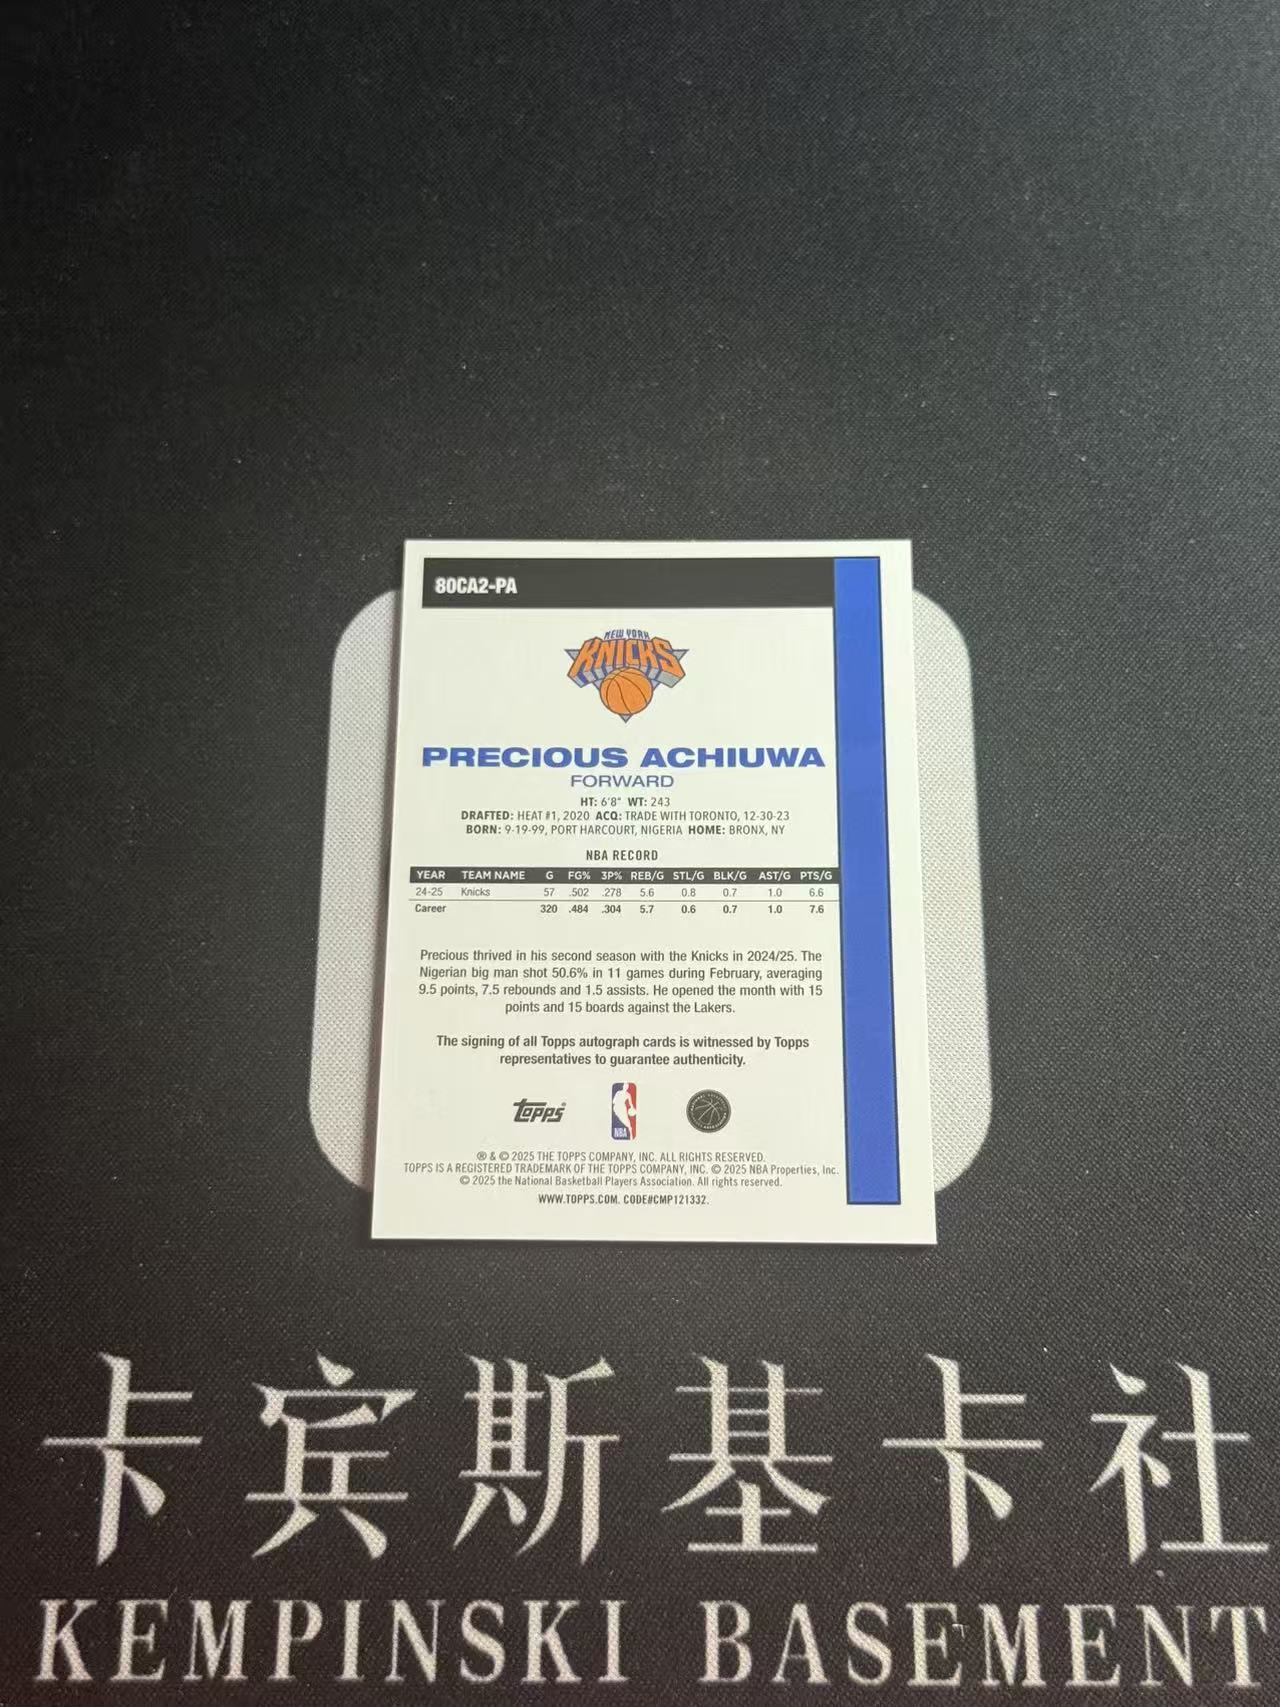 80CA2-PA
NEW YORK
KNICKS
PRECIOUS ACHIUWA
FORWARD
HT: 6'8" WT: 243
DRAFTED: HEAT #1, 2020 ACQ: TRADE WITH TORONTO, 12-30-23
BORN: 9-19-99, PORT HARCOURT, NIGERIA HOME: BRONX, NY
NBA RECORD
YEAR TEAM NAME G FG% 3P% REB/G STL/G BLK/G AST/G PTS/G
24-25 Knicks 57 .502 .278 5.6 0.8 0.7 1.0 6.6
Career 320 .484 .304 5.7 0.6 0.7 1.0 7.6
Precious thrived in his second season with the Knicks in 2024/25. The
Nigerian big man shot 50.6% in 11 games during February, averaging
9.5 points, 7.5 rebounds and 1.5 assists. He opened the month with 15
points and 15 boards against the Lakers.
The signing of all Topps autograph cards is witnessed by Topps
representatives to guarantee authenticity.
Topps® NBA
® & © 2025 THE TOPPS COMPANY, INC. ALL RIGHTS RESERVED.
TOPPS IS A REGISTERED TRADEMARK OF THE TOPPS COMPANY, INC. © 2025 NBA Properties, Inc.
© 2025 the National Basketball Players Association. All rights reserved.
WWW.TOPPS.COM. CODE#CMP121332.
卡宾斯基卡社
KEMPINSKI BASEMENT